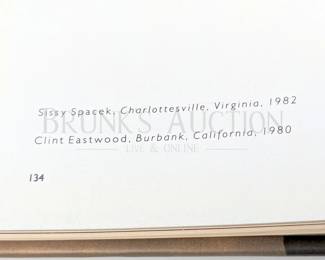 Sissy Spacek, Charlottesville, Virginia, 1982
BRUNK'S AUCTION
Clint Eastwood, Burbank, California, 1980
LIVE & ONLINE
134